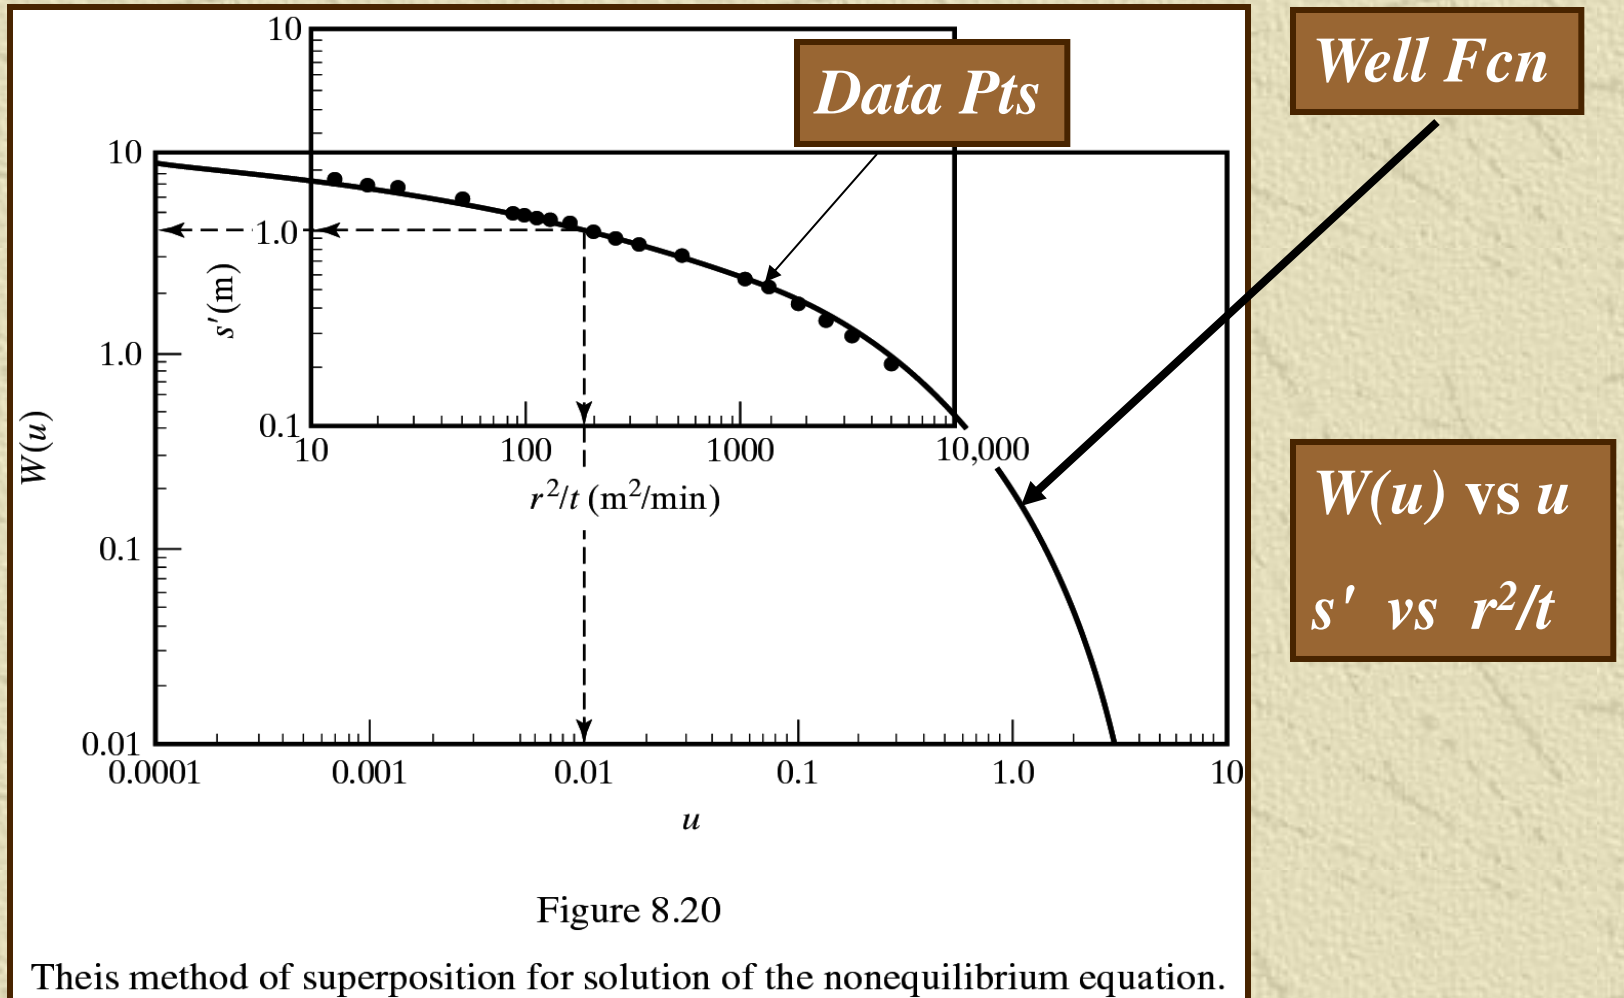 10
Data Pts
Well Fcn
10
1.0
s′(m)
1.0
0.1
10 100 1000 10,000
r²/t (m²/min)
W(u)
0.1
0.01
0.0001 0.001 0.01 0.1 1.0 10
u
W(u) vs u
s' vs r²/t
Figure 8.20
Theis method of superposition for solution of the nonequilibrium equation.